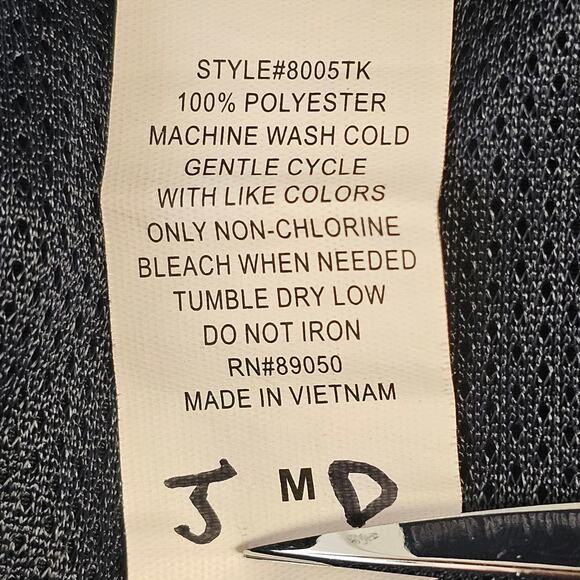 STYLE#8005TK
100% POLYESTER
MACHINE WASH COLD
GENTLE CYCLE
WITH LIKE COLORS
ONLY NON-CHLORINE
BLEACH WHEN NEEDED
TUMBLE DRY LOW
DO NOT IRON
RN#89050
MADE IN VIETNAM
J M D